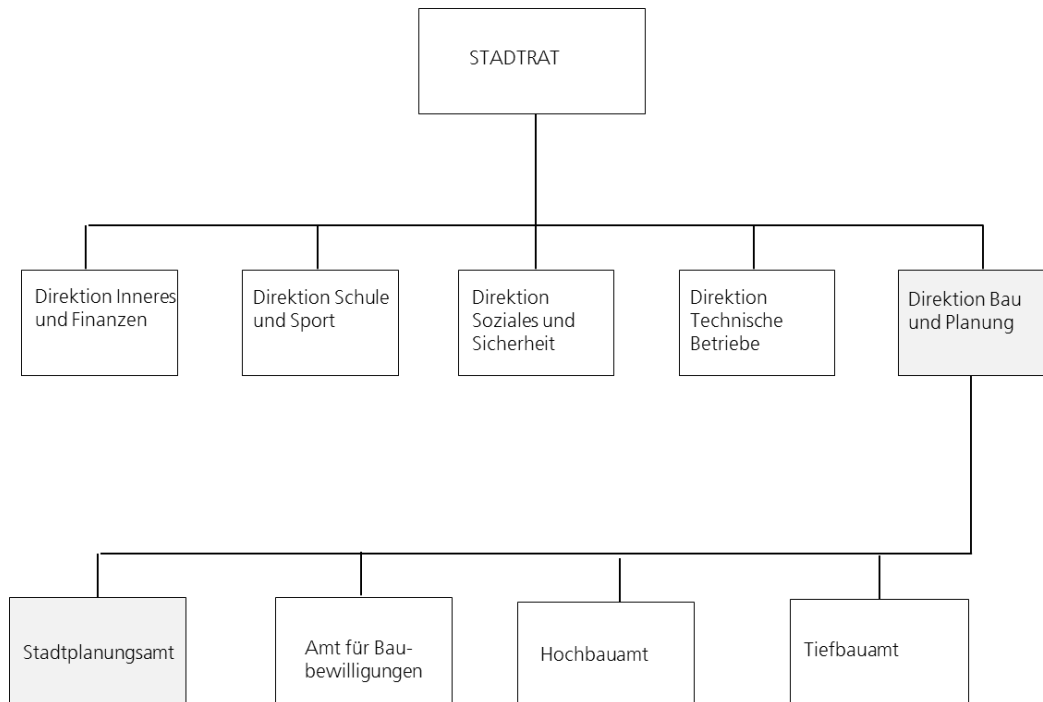 STADTRAT
Direktion Inneres
und Finanzen
Direktion Schule
und Sport
Direktion
Soziales und
Sicherheit
Direktion
Technische
Betriebe
Direktion Bau
und Planung
Stadtplanungsamt
Amt für Bau-
bewilligungen
Hochbauamt
Tiefbauamt